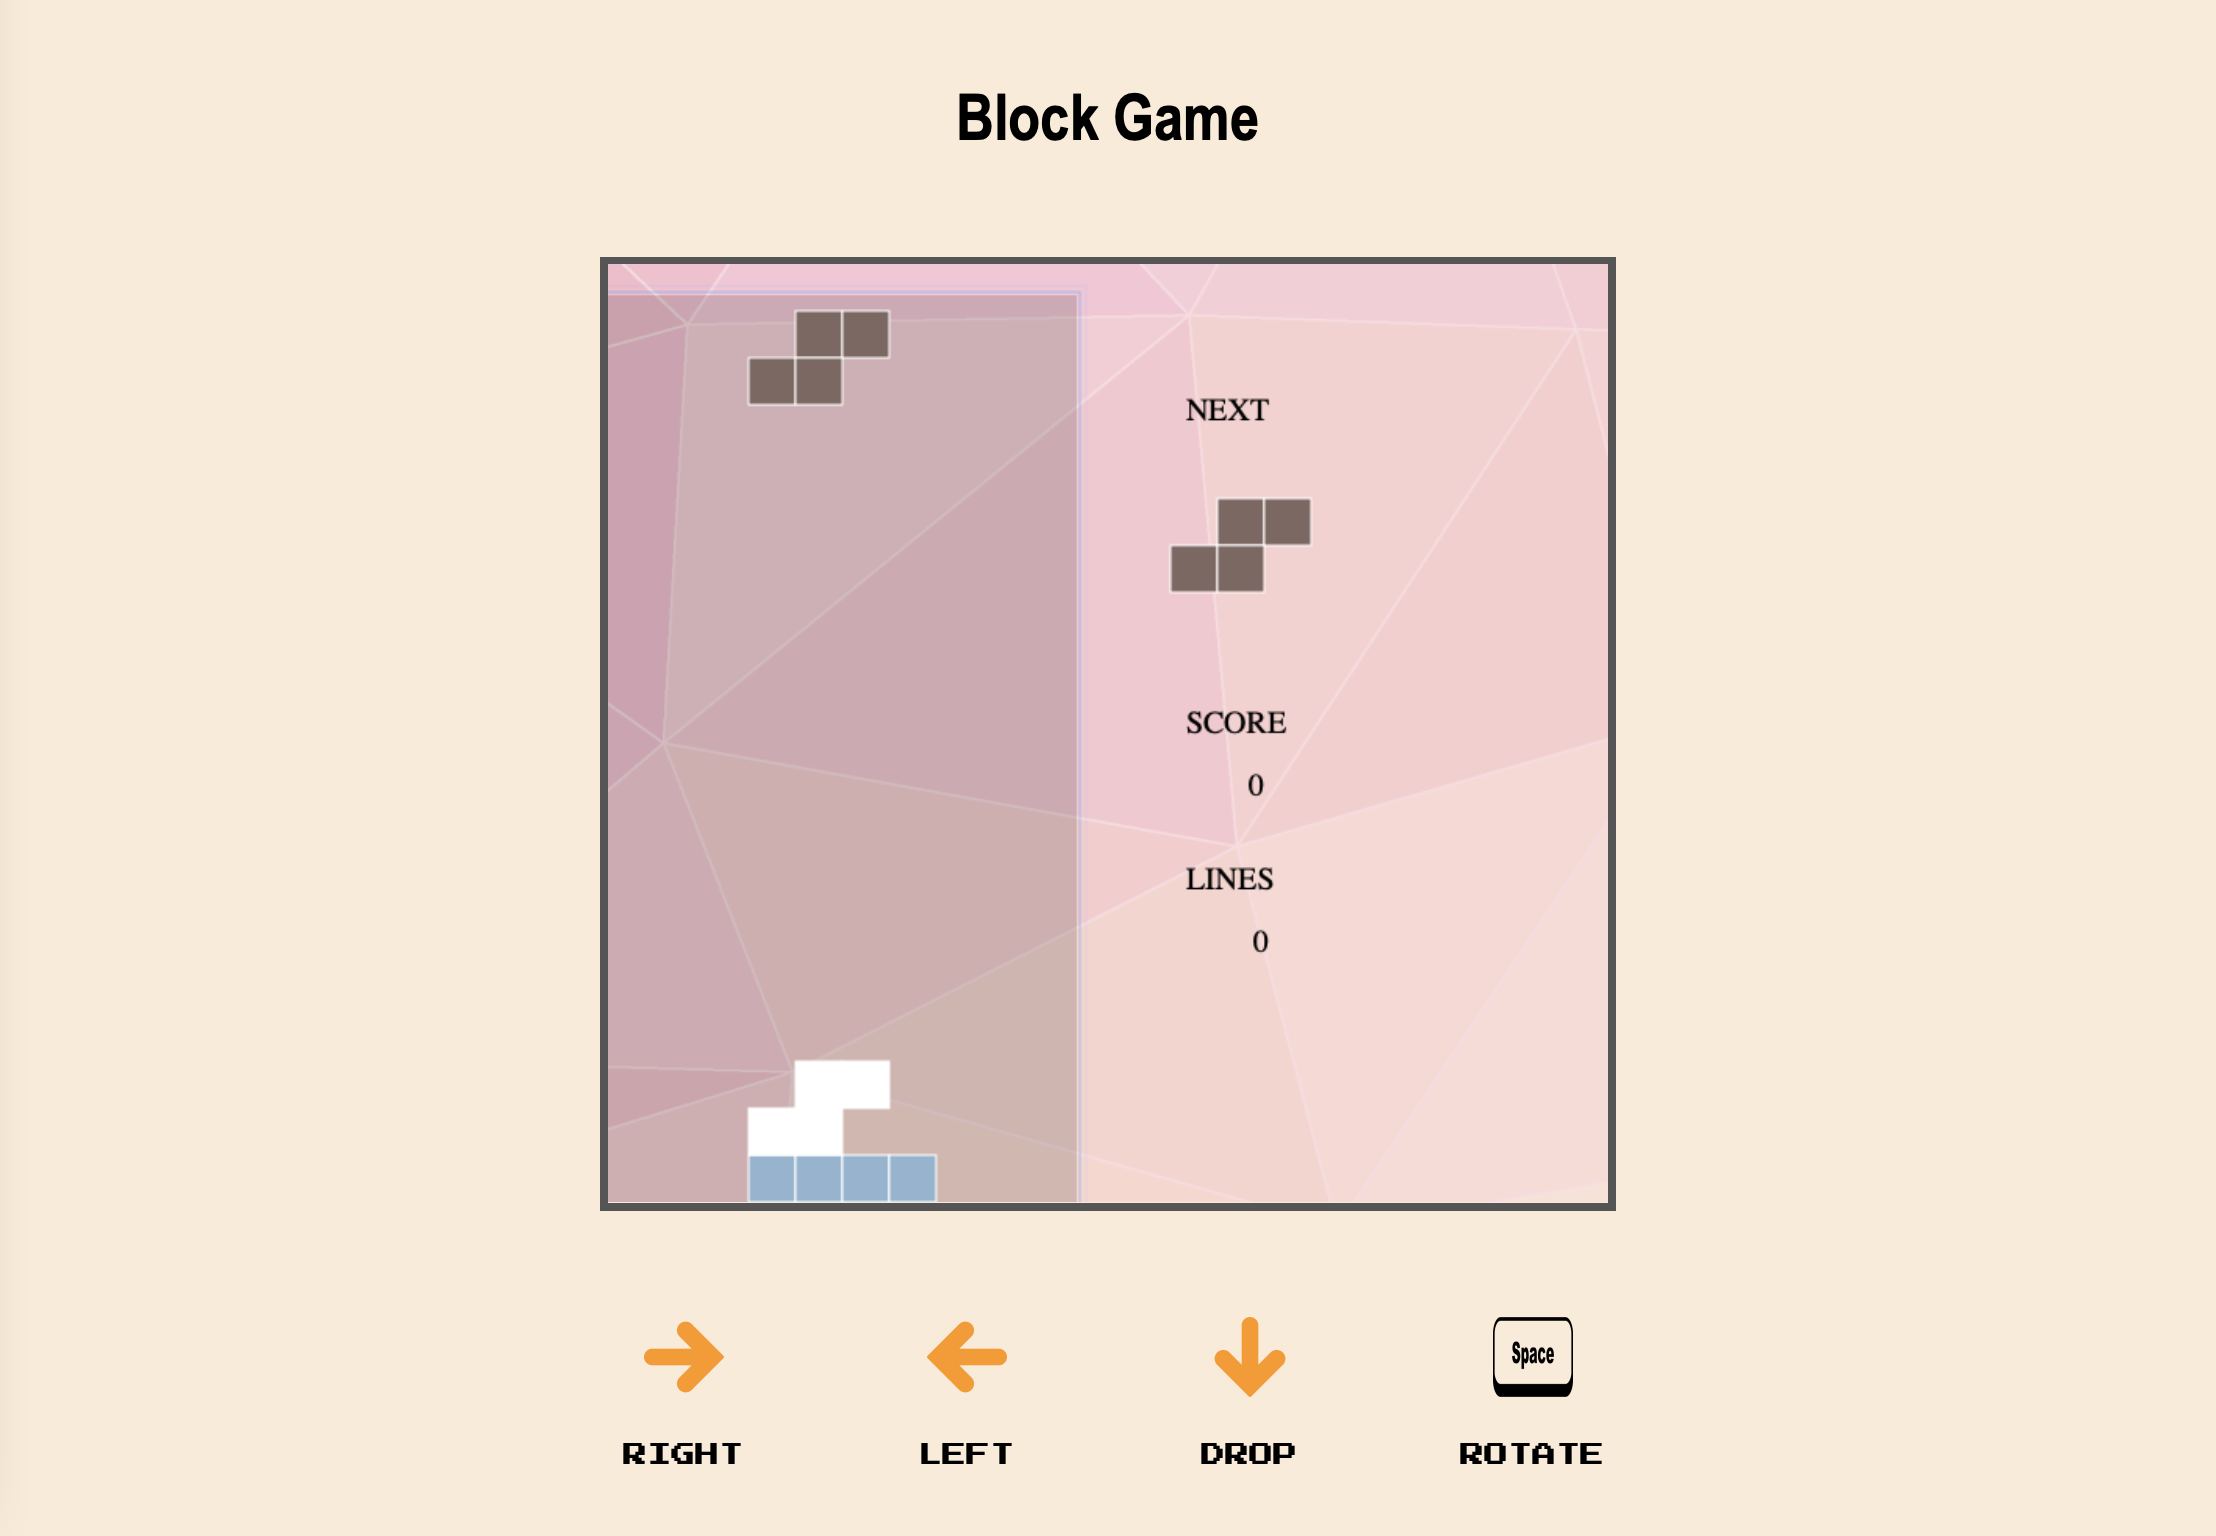 Block Game
NEXT
SCORE
0
LINES
0
Space
RIGHT
LEFT
DROP
ROTATE